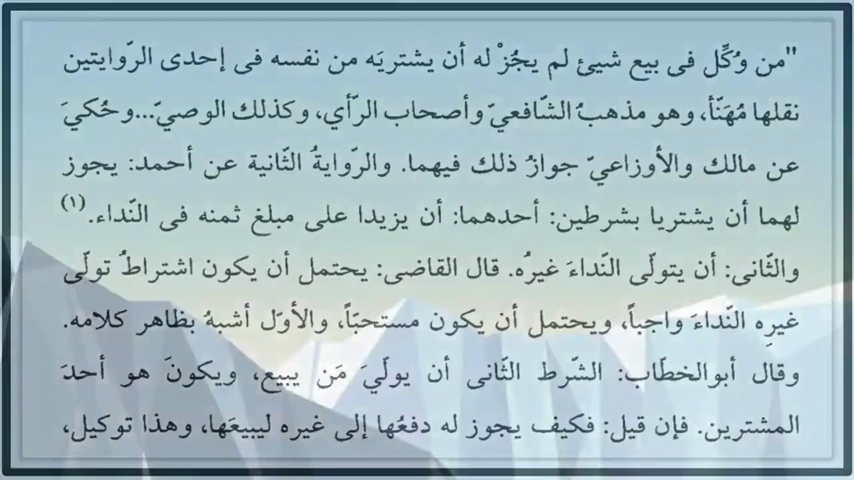 "من وُكِّل فى بيع شيئ لم يجُزْ له أن يشتريَه من نفسه فى إحدى الرّوايتين
نقلها مُهَنّأ، وهو مذهبُ الشّافعيّ وأصحاب الرّأي، وكذلك الوصيّ...وحُكيَ
عن مالك والأوزاعيّ جوازُ ذلك فيهما. والرّوايةُ الثّانية عن أحمد: يجوز
لهما أن يشتريا بشرطين: أحدهما: أن يزيدا على مبلغ ثمنه فى النّداء.(١)
والثّانى: أن يتولّى النّداءَ غيرُه. قال القاضى: يحتمل أن يكون اشتراطُ تولّى
غيرِه النّداءَ واجباً، ويحتمل أن يكون مستحبّاً، والأوّل أشبهُ بظاهر كلامه.
وقال أبوالخطّاب: الشّرط الثّانى أن يولّيَ مَن يبيع، ويكونَ هو أحدَ
المشترين. فإن قيل: فكيف يجوز له دفعُها إلى غيره ليبيعَها، وهذا توكيل،